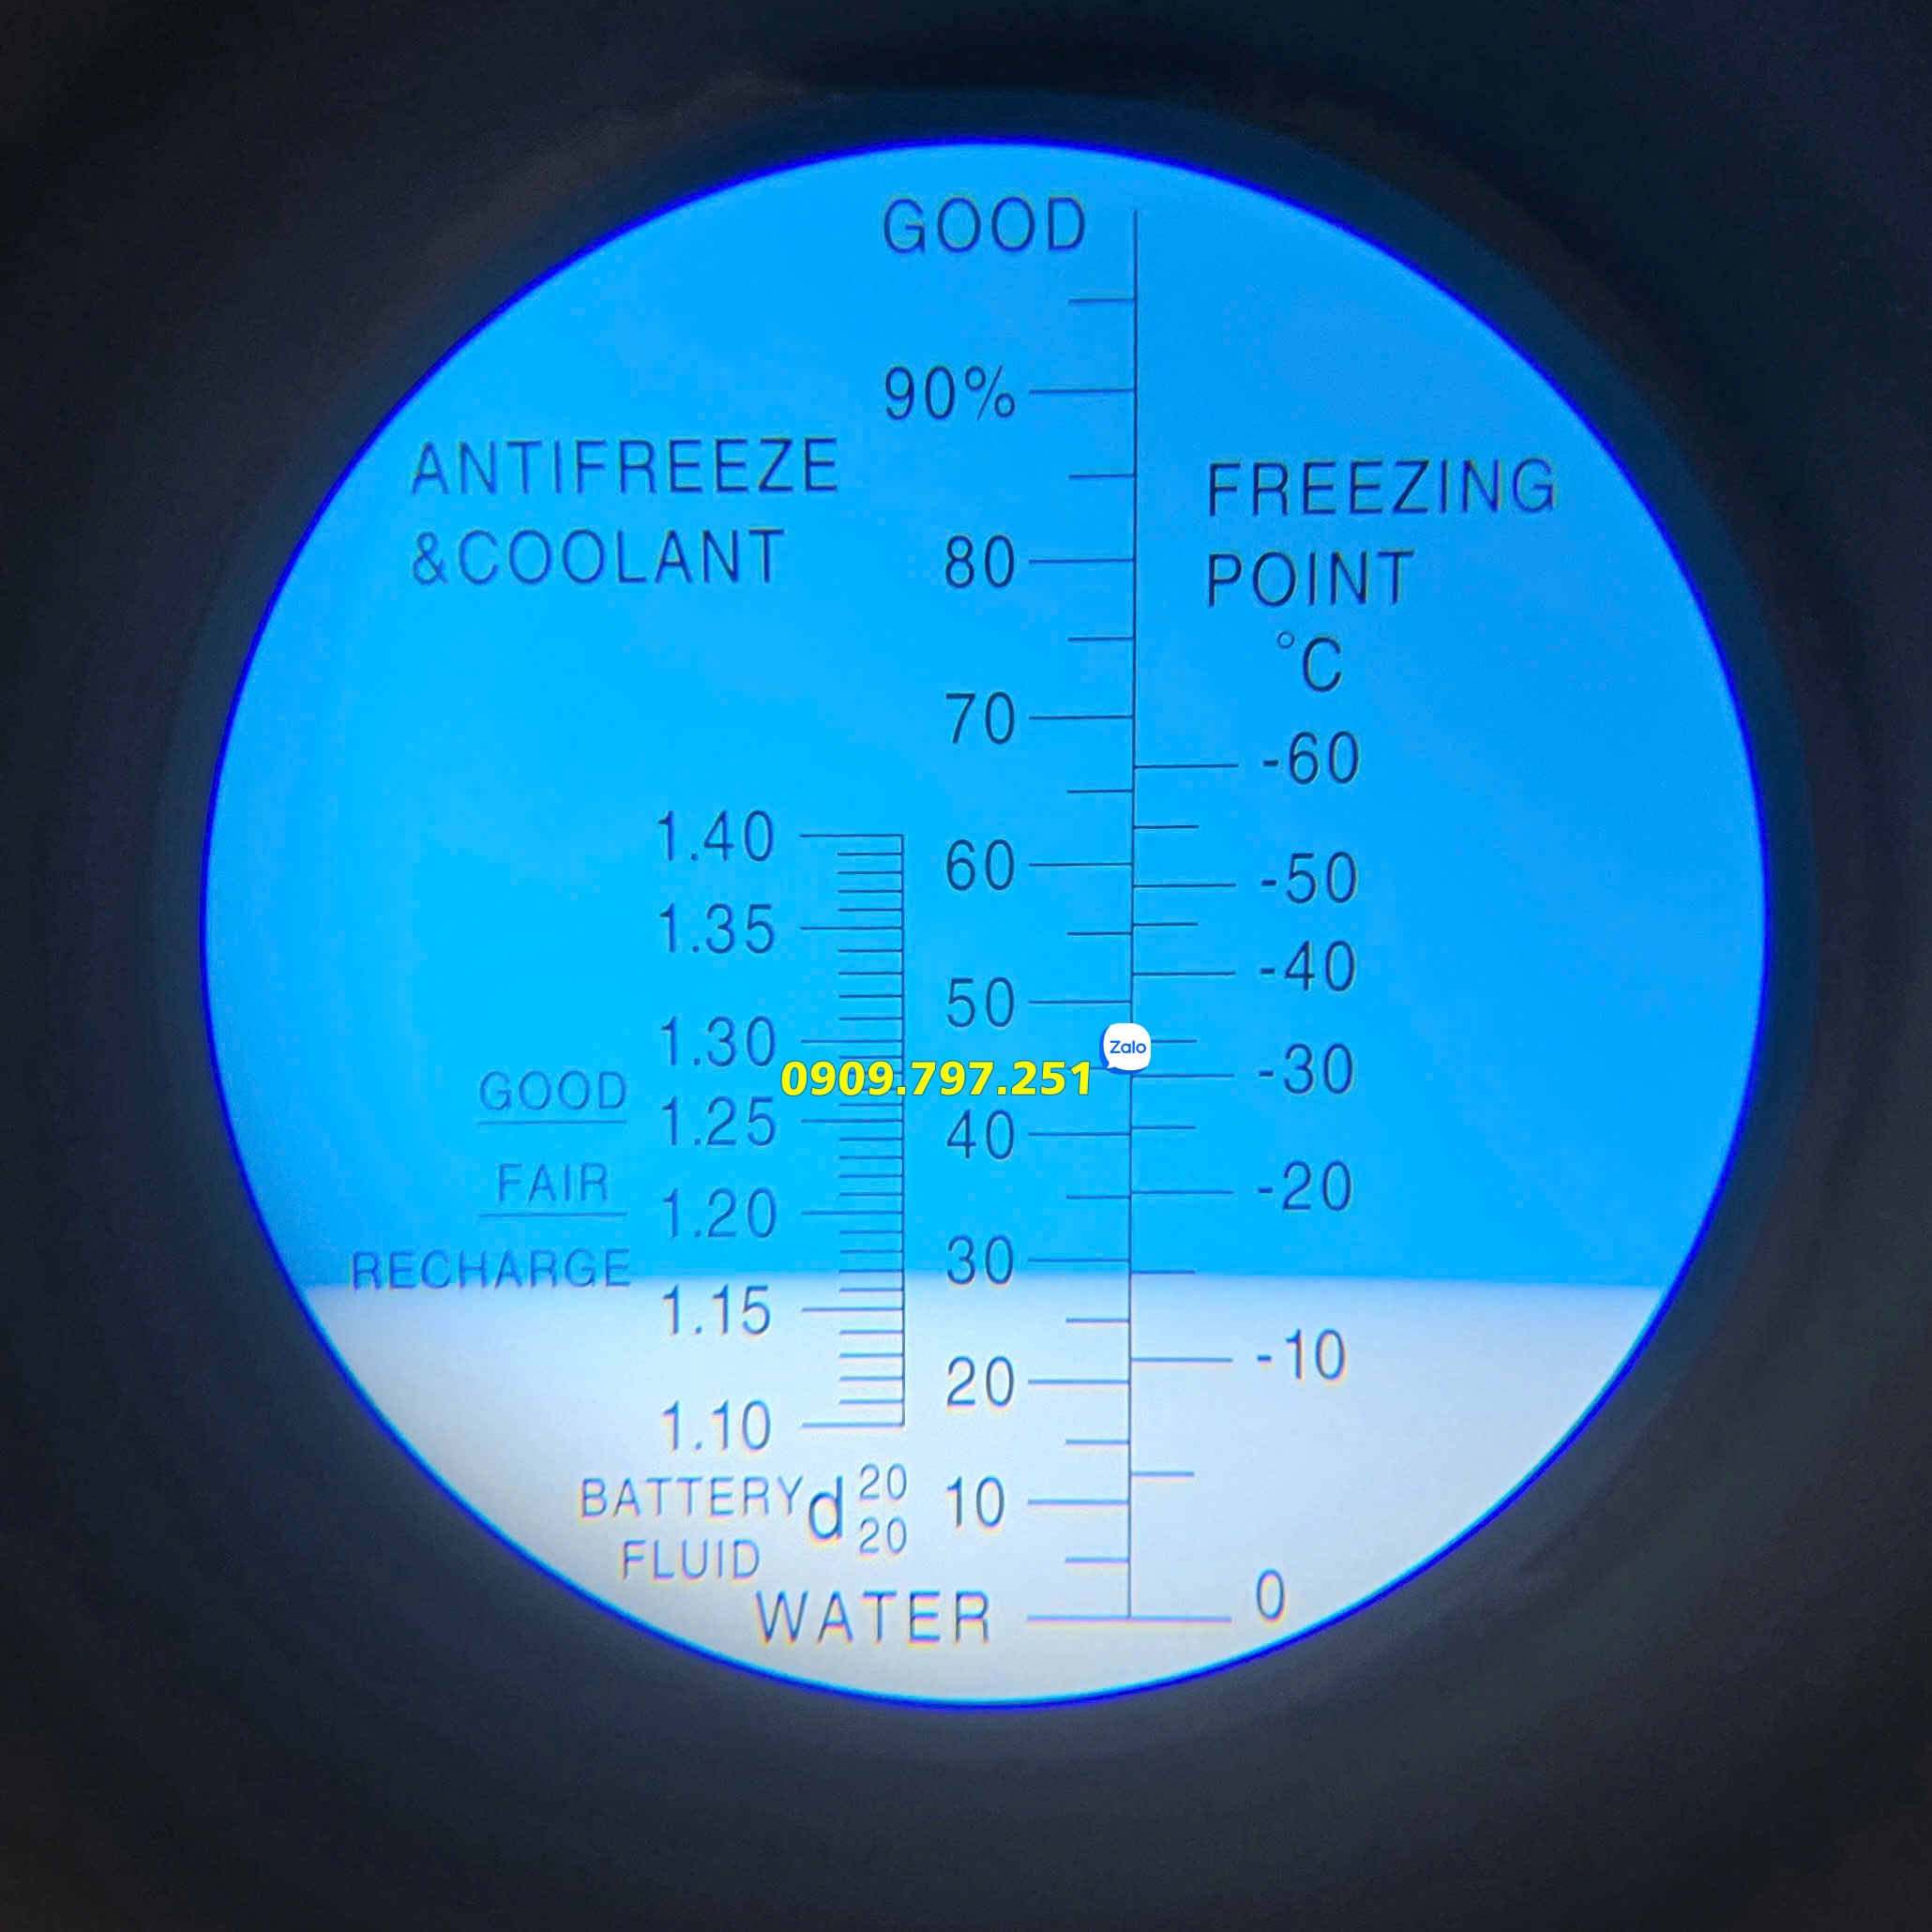 GOOD
90%
ANTIFREEZE
&COOLANT
80
70
FREEZING
POINT
°C
-60
-50
-40
-30
-20
-10
0
60
50
40
30
20
10
1.40
1.35
1.30
1.25
1.20
1.15
1.10
GOOD
FAIR
RECHARGE
0909.797.251
Zalo
BATTERY d 20 20
FLUID
WATER